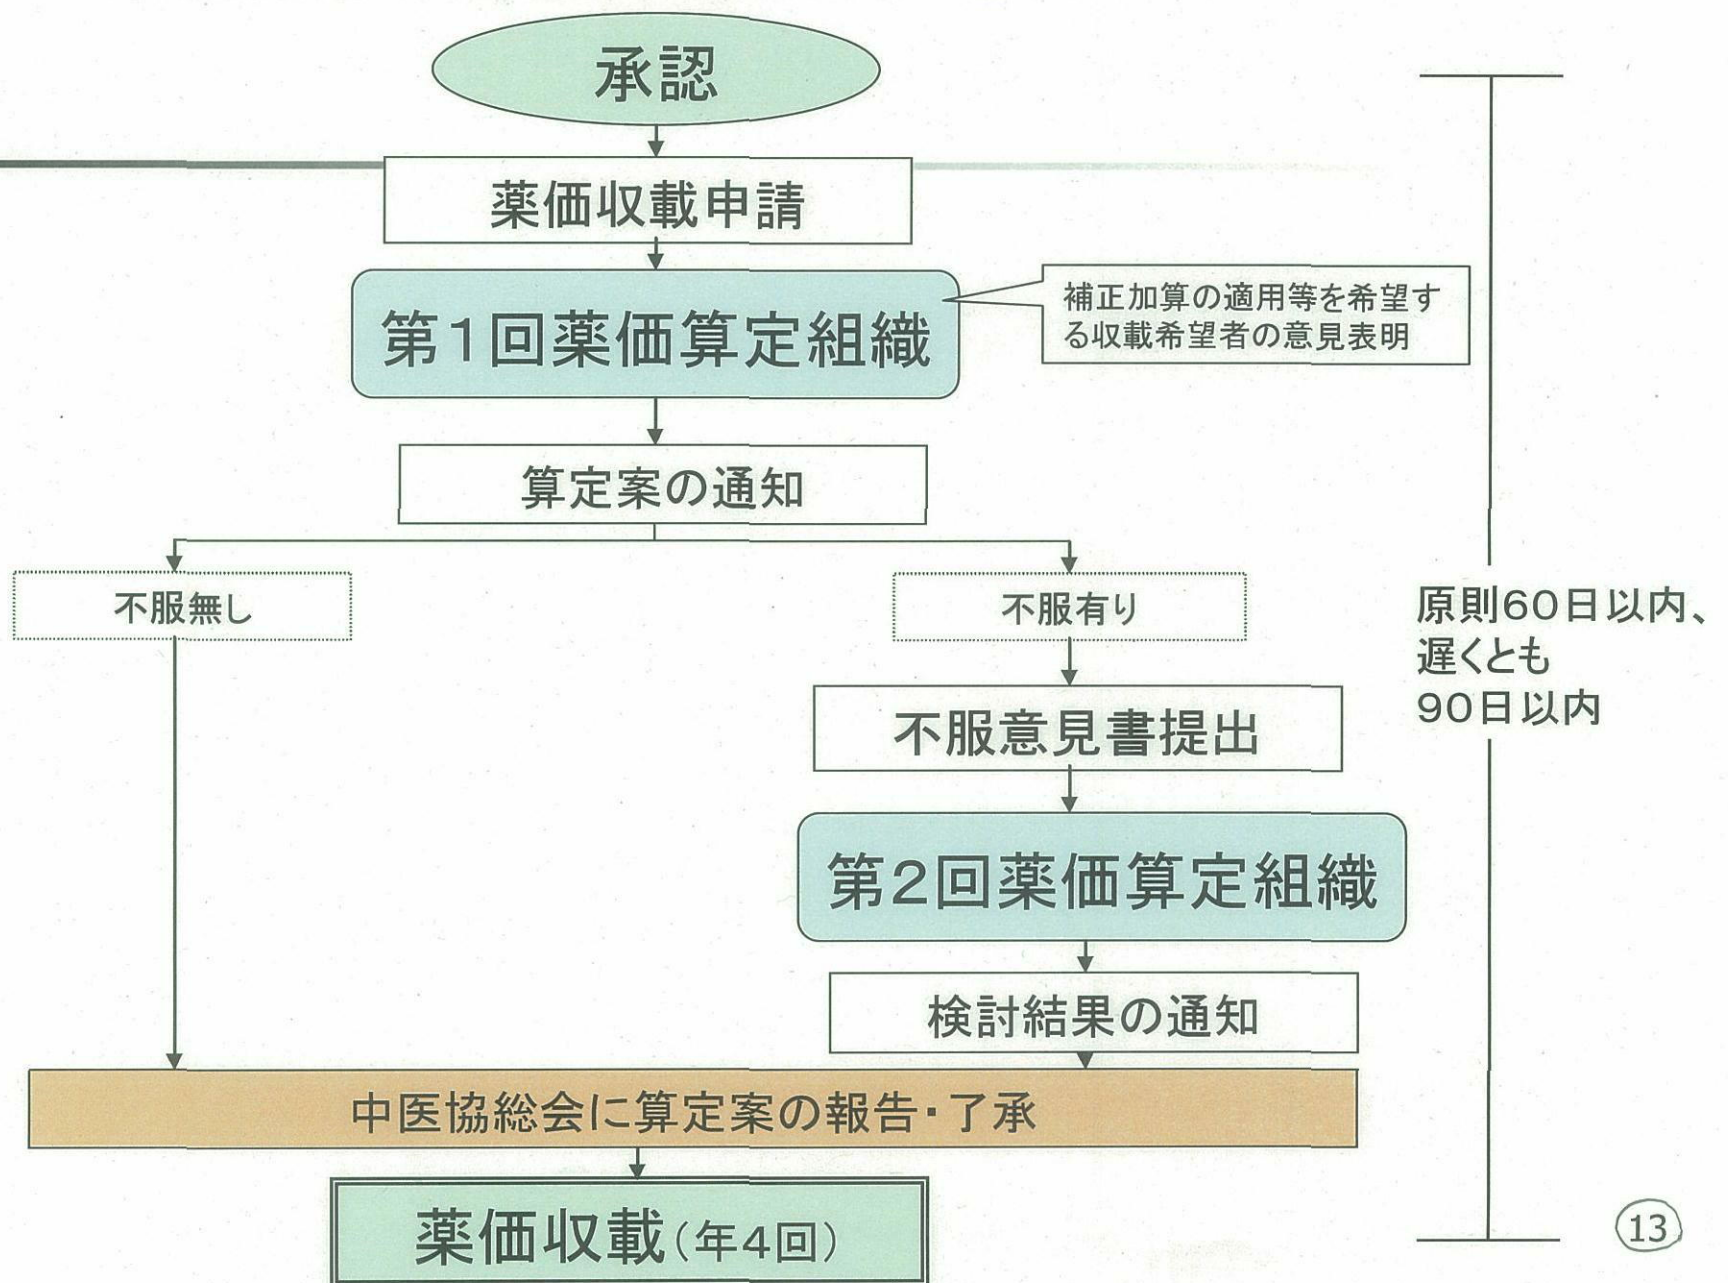 承認
薬価収載申請
第1回薬価算定組織
補正加算の適用等を希望す
る収載希望者の意見表明
算定案の通知
不服無し
不服有り
原則60日以内、
遅くとも
90日以内
不服意見書提出
第2回薬価算定組織
検討結果の通知
中医協総会に算定案の報告・了承
薬価収載(年4回)
13